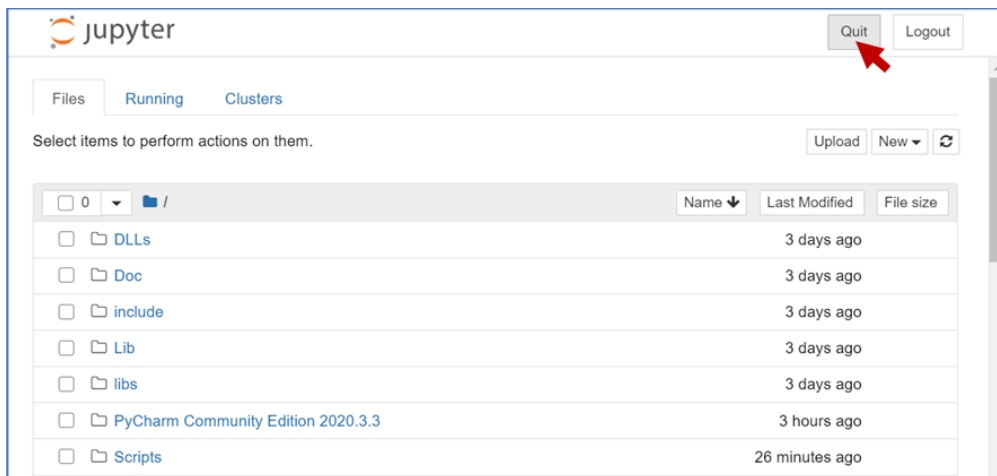 jupyter Quit Logout
Files Running Clusters
Select items to perform actions on them. Upload New
0 / Name Last Modified File size
DLLs 3 days ago
Doc 3 days ago
include 3 days ago
Lib 3 days ago
libs 3 days ago
PyCharm Community Edition 2020.3.3 3 hours ago
Scripts 26 minutes ago